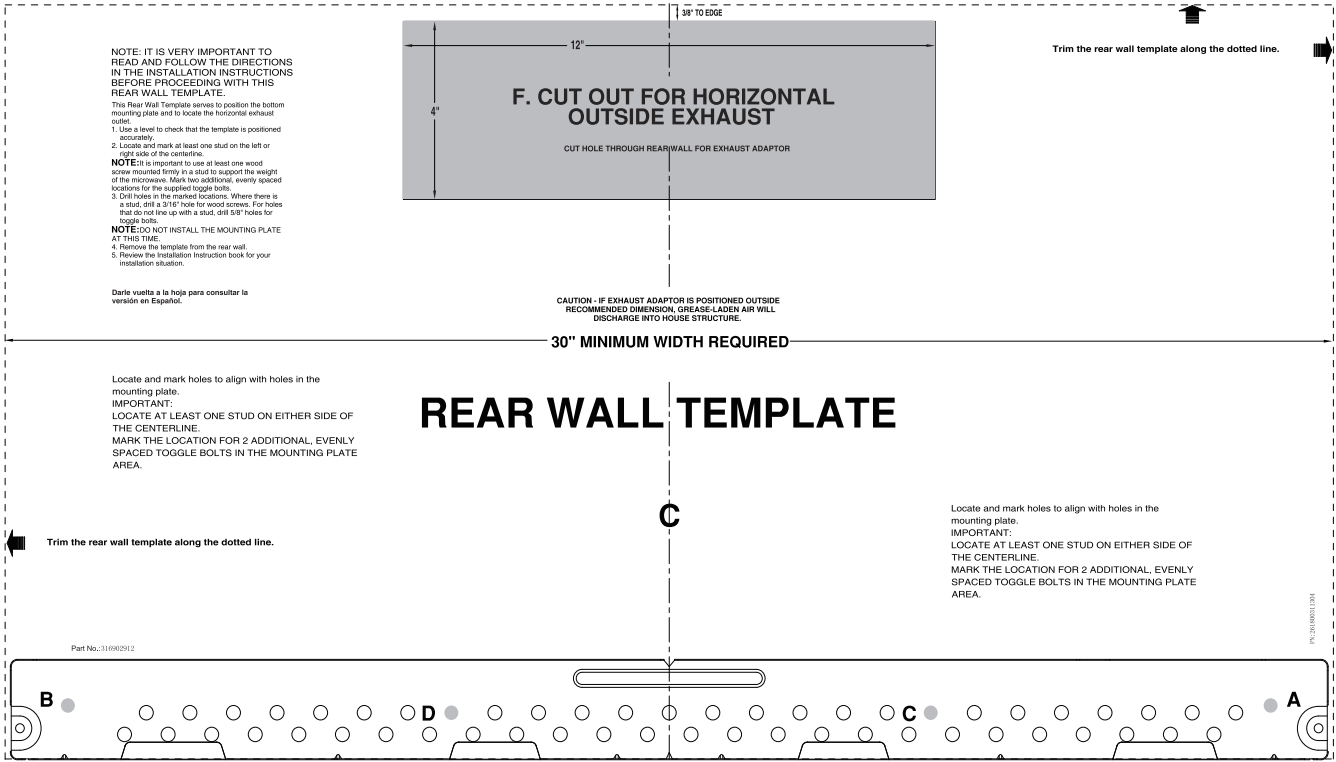 3/8" TO EDGE
12"
4"
F. CUT OUT FOR HORIZONTAL
OUTSIDE EXHAUST
CUT HOLE THROUGH REAR WALL FOR EXHAUST ADAPTOR
Trim the rear wall template along the dotted line.
NOTE: IT IS VERY IMPORTANT TO
READ AND FOLLOW THE DIRECTIONS
IN THE INSTALLATION INSTRUCTIONS
BEFORE PROCEEDING WITH THIS
REAR WALL TEMPLATE.
This Rear Wall Template serves to position the bottom
mounting plate and to locate the horizontal exhaust
outlet.
1. Use a level to check that the template is positioned
accurately.
2. Locate and mark at least one stud on the left or
right side of the centerline.
NOTE:It is important to use at least one wood
screw mounted firmly in a stud to support the weight
of the microwave. Mark two additional, evenly spaced
locations for the supplied toggle bolts.
3. Drill holes in the marked locations. Where there is
a stud, drill a 3/16" hole for wood screws. For holes
that do not line up with a stud, drill 5/8" holes for
toggle bolts.
NOTE:DO NOT INSTALL THE MOUNTING PLATE
AT THIS TIME.
4. Remove the template from the rear wall.
5. Review the Installation Instruction book for your
installation situation.
Darle vuelta a la hoja para consultar la
versión en Español.
CAUTION - IF EXHAUST ADAPTOR IS POSITIONED OUTSIDE
RECOMMENDED DIMENSION, GREASE-LADEN AIR WILL
DISCHARGE INTO HOUSE STRUCTURE.
30" MINIMUM WIDTH REQUIRED
Locate and mark holes to align with holes in the
mounting plate.
IMPORTANT:
LOCATE AT LEAST ONE STUD ON EITHER SIDE OF
THE CENTERLINE.
MARK THE LOCATION FOR 2 ADDITIONAL, EVENLY
SPACED TOGGLE BOLTS IN THE MOUNTING PLATE
AREA.
REAR WALL TEMPLATE
C
Trim the rear wall template along the dotted line.
Locate and mark holes to align with holes in the
mounting plate.
IMPORTANT:
LOCATE AT LEAST ONE STUD ON EITHER SIDE OF
THE CENTERLINE.
MARK THE LOCATION FOR 2 ADDITIONAL, EVENLY
SPACED TOGGLE BOLTS IN THE MOUNTING PLATE
AREA.
PN:261800311304
Part No.:316902912
B
D
C
A